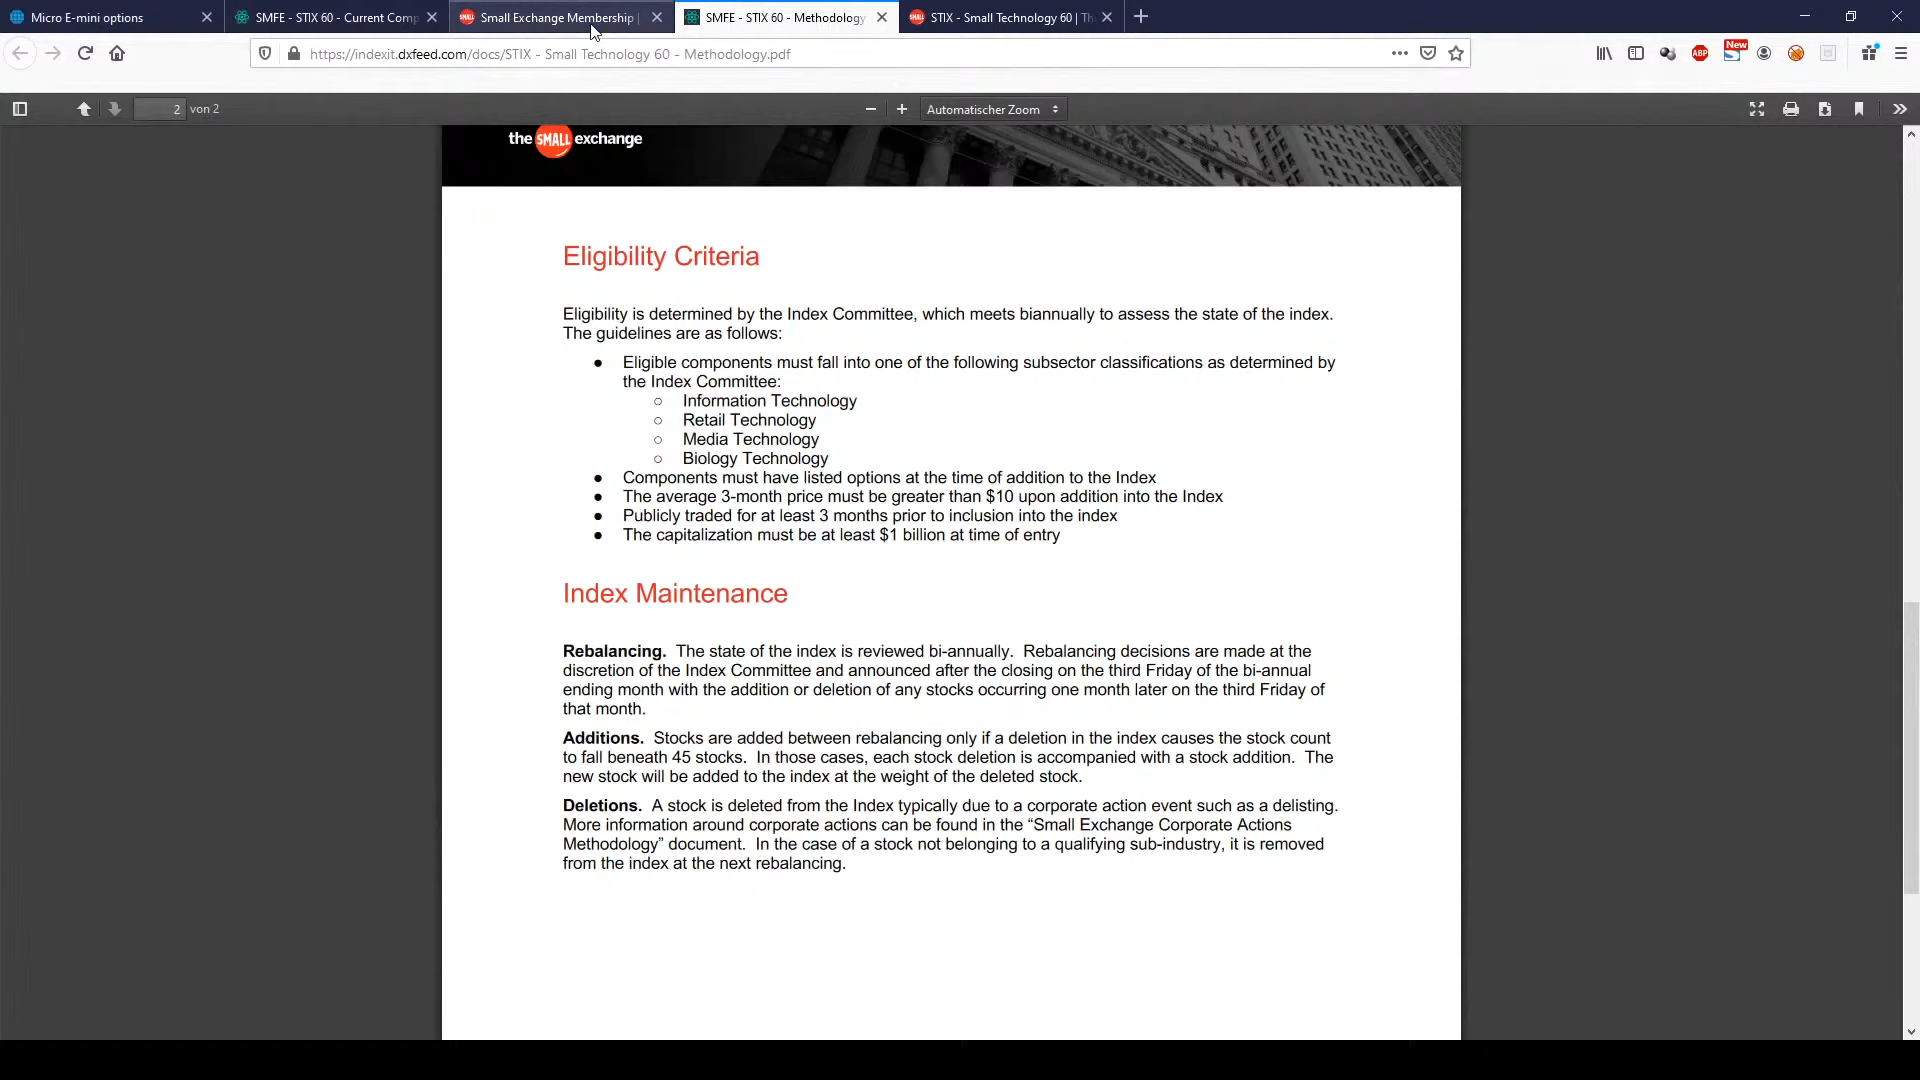 Micro E-mini options
SMFE - STIX 60 - Current Comp
Small Exchange Membership |
SMFE - STIX 60 - Methodology
STIX - Small Technology 60 | Th
https://indexit.dxfeed.com/docs/STIX - Small Technology 60 - Methodology.pdf
ABP
New
2 von 2
Automatischer Zoom
the SMALL exchange
Eligibility Criteria
Eligibility is determined by the Index Committee, which meets biannually to assess the state of the index.
The guidelines are as follows:
● Eligible components must fall into one of the following subsector classifications as determined by
the Index Committee:
○ Information Technology
○ Retail Technology
○ Media Technology
○ Biology Technology
● Components must have listed options at the time of addition to the Index
● The average 3-month price must be greater than $10 upon addition into the Index
● Publicly traded for at least 3 months prior to inclusion into the index
● The capitalization must be at least $1 billion at time of entry
Index Maintenance
Rebalancing. The state of the index is reviewed bi-annually. Rebalancing decisions are made at the
discretion of the Index Committee and announced after the closing on the third Friday of the bi-annual
ending month with the addition or deletion of any stocks occurring one month later on the third Friday of
that month.
Additions. Stocks are added between rebalancing only if a deletion in the index causes the stock count
to fall beneath 45 stocks. In those cases, each stock deletion is accompanied with a stock addition. The
new stock will be added to the index at the weight of the deleted stock.
Deletions. A stock is deleted from the Index typically due to a corporate action event such as a delisting.
More information around corporate actions can be found in the “Small Exchange Corporate Actions
Methodology” document. In the case of a stock not belonging to a qualifying sub-industry, it is removed
from the index at the next rebalancing.